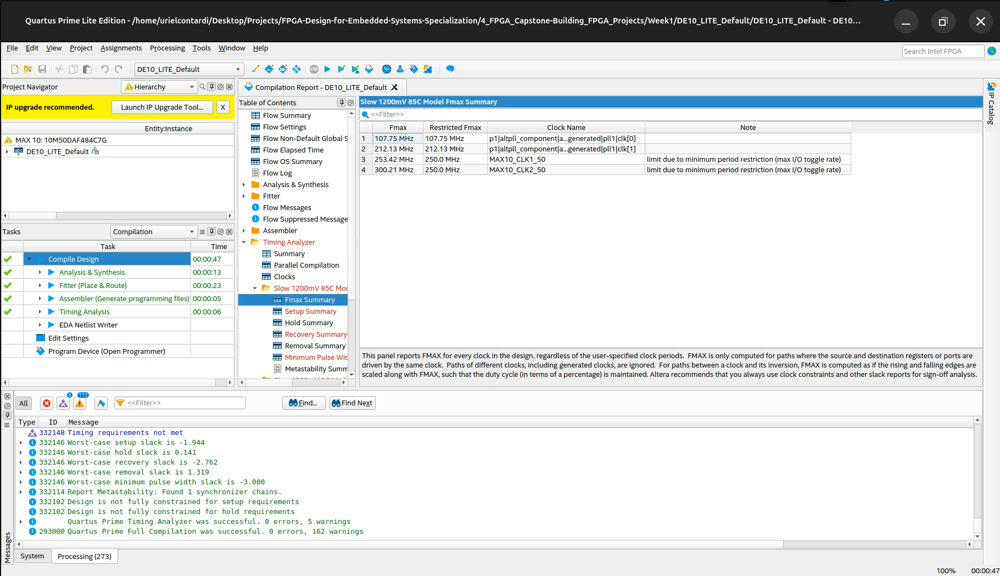 Quartus Prime Lite Edition - /home/urielcontardi/Desktop/Projects/FPGA-Design-for-Embedded-Systems-Specialization/4_FPGA_Capstone-Building_FPGA_Projects/Week1/DE10_LITE_Default/DE10_LITE_Default - DE10...
File Edit View Project Assignments Processing Tools Window Help
Search Intel FPGA
DE10_LITE_Default
STOP
Project Navigator
Hierarchy
IP upgrade recommended.
Launch IP Upgrade Tool...
X
Entity:Instance
MAX 10: 10M50DAF484C7G
abc DE10_LITE_Default
Tasks
Compilation
Task Time
Compile Design 00:00:47
Analysis & Synthesis 00:00:13
Fitter (Place & Route) 00:00:23
Assembler (Generate programming files) 00:00:05
Timing Analysis 00:00:06
EDA Netlist Writer
Edit Settings
Program Device (Open Programmer)
Compilation Report - DE10_LITE_Default
Table of Contents
Flow Summary
Flow Settings
Flow Non-Default Global S
Flow Elapsed Time
Flow OS Summary
Flow Log
Analysis & Synthesis
Fitter
Flow Messages
Flow Suppressed Message
Assembler
Timing Analyzer
Summary
Parallel Compilation
Clocks
Slow 1200mV 85C Moc
Fmax Summary
Setup Summary
Hold Summary
Recovery Summary
Removal Summary
Minimum Pulse Wic
Metastability Summ
Slow 1200mV 85C Model Fmax Summary
<<Filter>>
Fmax Restricted Fmax Clock Name Note
1 107.75 MHz 107.75 MHz p1|altpll_component|a...generated|pll1|clk[0]
2 212.13 MHz 212.13 MHz p1|altpll_component|a...generated|pll1|clk[1]
3 253.42 MHz 250.0 MHz MAX10_CLK1_50 limit due to minimum period restriction (max I/O toggle rate)
4 300.21 MHz 250.0 MHz MAX10_CLK2_50 limit due to minimum period restriction (max I/O toggle rate)
This panel reports FMAX for every clock in the design, regardless of the user-specified clock periods. FMAX is only computed for paths where the source and destination registers or ports are
driven by the same clock. Paths of different clocks, including generated clocks, are ignored. For paths between a clock and its inversion, FMAX is computed as if the rising and falling edges are
scaled along with FMAX, such that the duty cycle (in terms of a percentage) is maintained. Altera recommends that you always use clock constraints and other slack reports for sign-off analysis.
IP Catalog
All
6
113
<<Filter>>
Find...
Find Next
Type ID Message
332148 Timing requirements not met
332146 Worst-case setup slack is -1.944
332146 Worst-case hold slack is 0.141
332146 Worst-case recovery slack is -2.762
332146 Worst-case removal slack is 1.319
332146 Worst-case minimum pulse width slack is -3.000
332114 Report Metastability: Found 1 synchronizer chains.
332102 Design is not fully constrained for setup requirements
332102 Design is not fully constrained for hold requirements
Quartus Prime Timing Analyzer was successful. 0 errors, 5 warnings
293000 Quartus Prime Full Compilation was successful. 0 errors, 162 warnings
Messages
System Processing (273)
100% 00:00:47